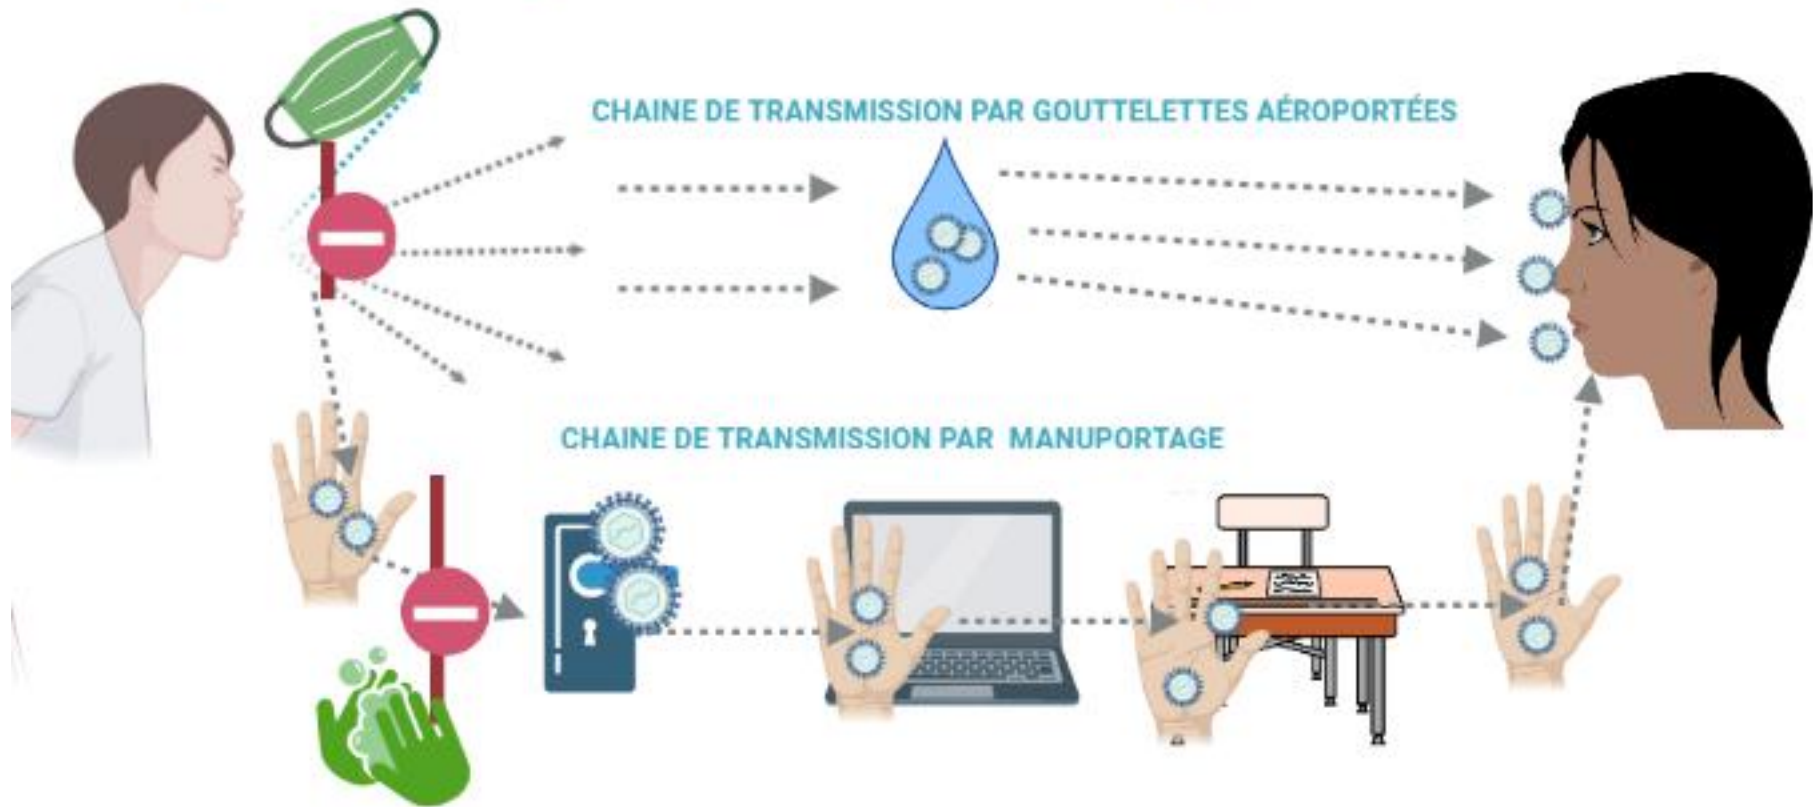 CHAINE DE TRANSMISSION PAR GOUTTELETTES AÉROPORTÉES
CHAINE DE TRANSMISSION PAR MANUPORTAGE